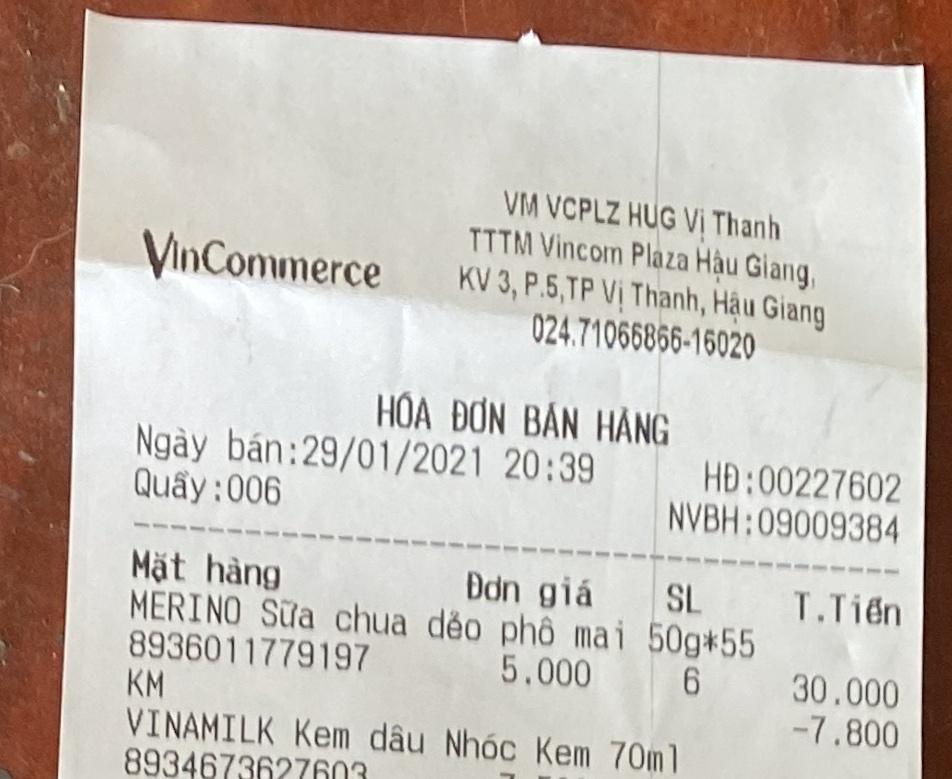 VinCommerce
VM VCPLZ HUG Vị Thanh
TTTM Vincom Plaza Hậu Giang,
KV 3, P.5,TP Vị Thanh, Hậu Giang
024.71066866-16020
HÓA ĐƠN BÁN HÀNG
Ngày bán:29/01/2021 20:39 HĐ:00227602
Quầy:006 NVBH:09009384
Mặt hàng Đơn giá SL T.Tiền
MERINO Sữa chua dẻo phô mai 50g*55
8936011779197 5.000 6 30.000
KM -7.800
VINAMILK Kem dâu Nhóc Kem 70ml
8934673627603